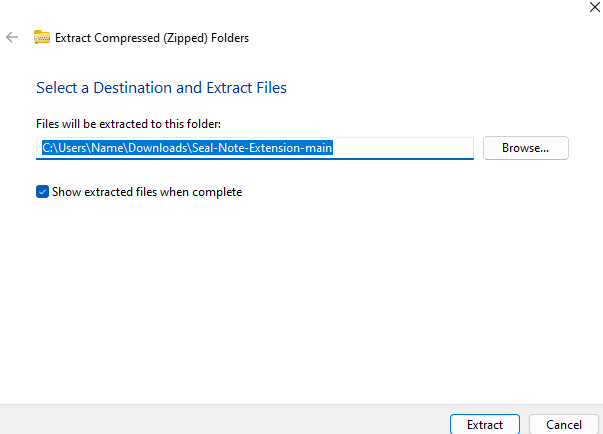 Extract Compressed (Zipped) Folders
Select a Destination and Extract Files
Files will be extracted to this folder:
C:\Users\Name\Downloads\Seal-Note-Extension-main
Browse...
Show extracted files when complete
Extract
Cancel